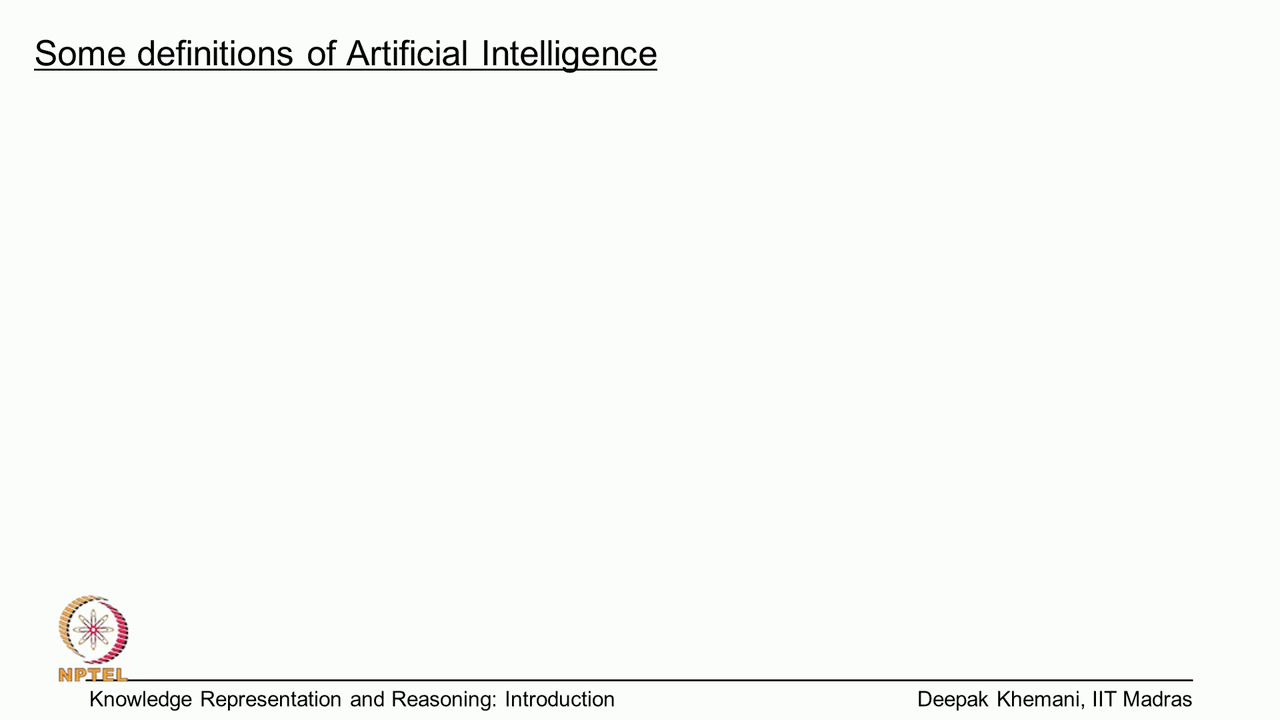 Some definitions of Artificial Intelligence
NPTEL
Knowledge Representation and Reasoning: Introduction
Deepak Khemani, IIT Madras